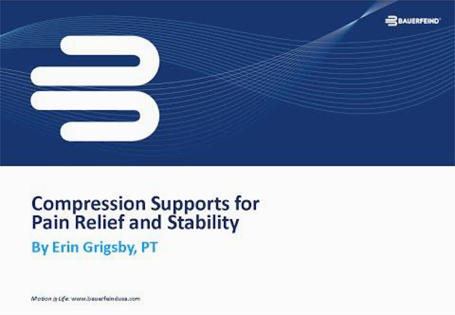 BAUERFEIND®
Compression Supports for
Pain Relief and Stability
By Erin Grigsby, PT
Motion is Life: www.bauerfeindusa.com